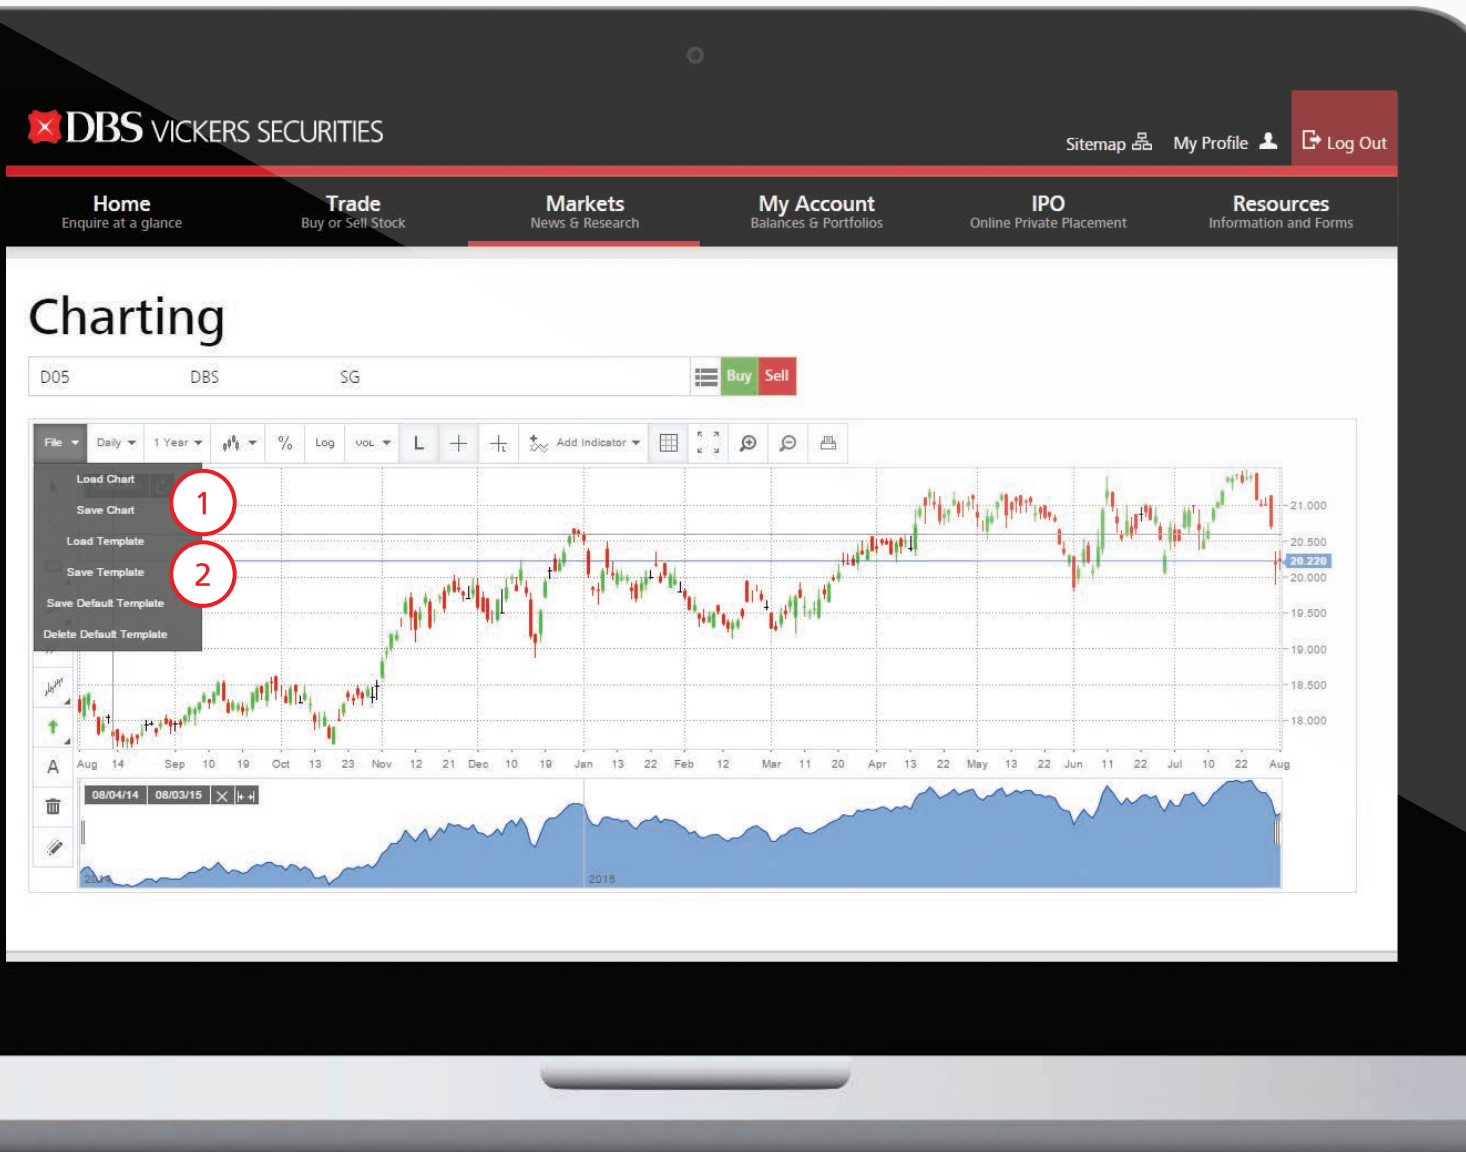 DBS VICKERS SECURITIES
Sitemap My Profile Log Out
Home Trade Markets My Account IPO Resources
Enquire at a glance Buy or Sell Stock News & Research Balances & Portfolios Online Private Placement Information and Forms
Charting
D05 DBS SG Buy Sell
File Daily 1 Year % Log VOL L Add Indicator
Load Chart
Save Chart
1
Load Template
Save Template
2
Save Default Template
Delete Default Template
21.000
20.500
20.220
20.000
19.500
19.000
18.500
18.000
A
Aug 14 Sep 10 19 Oct 13 23 Nov 12 21 Dec 10 19 Jan 13 22 Feb 12 Mar 11 20 Apr 13 22 May 13 22 Jun 11 22 Jul 10 22 Aug
08/04/14 08/03/15
2014 2015